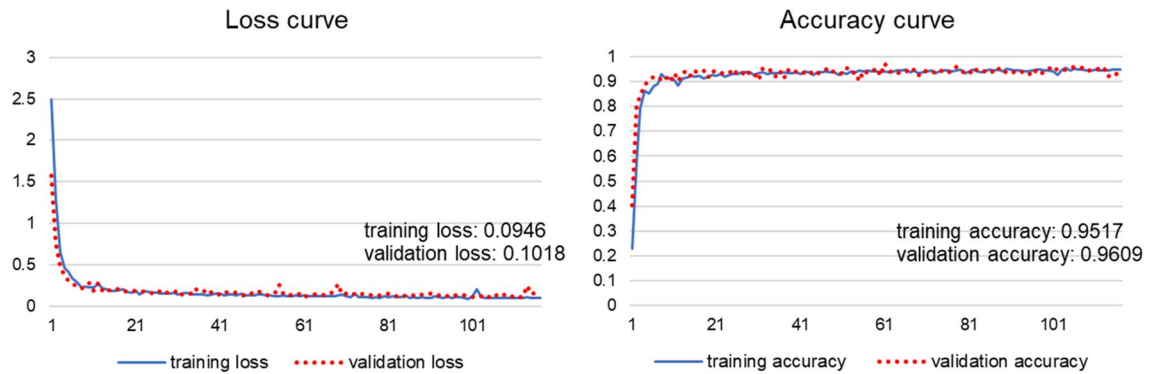 Loss curve
3
2.5
2
1.5
1
0.5
0
1 21 41 61 81 101
training loss: 0.0946
validation loss: 0.1018
training loss validation loss
Accuracy curve
1
0.9
0.8
0.7
0.6
0.5
0.4
0.3
0.2
0.1
0
1 21 41 61 81 101
training accuracy: 0.9517
validation accuracy: 0.9609
training accuracy validation accuracy